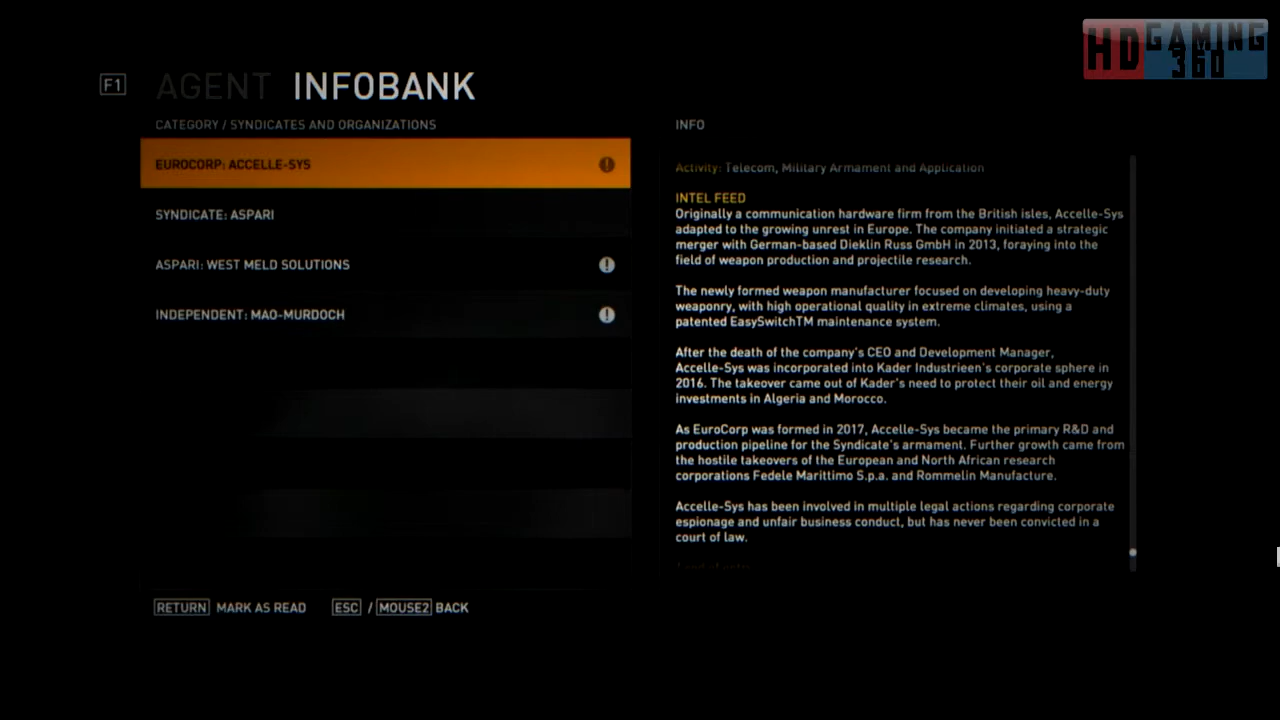 HD GAMING 360
F1 AGENT INFOBANK
CATEGORY / SYNDICATES AND ORGANIZATIONS
EUROCORP: ACCELLE-SYS
SYNDICATE: ASPARI
ASPARI: WEST MELD SOLUTIONS
INDEPENDENT: MAO-MURDOCH
INFO
Activity: Telecom, Military Armament and Application
INTEL FEED
Originally a communication hardware firm from the British isles, Accelle-Sys
adapted to the growing unrest in Europe. The company initiated a strategic
merger with German-based Dieklin Russ GmbH in 2013, foraying into the
field of weapon production and projectile research.
The newly formed weapon manufacturer focused on developing heavy-duty
weaponry, with high operational quality in extreme climates, using a
patented EasySwitchTM maintenance system.
After the death of the company's CEO and Development Manager,
Accelle-Sys was incorporated into Kader Industrieen's corporate sphere in
2016. The takeover came out of Kader's need to protect their oil and energy
investments in Algeria and Morocco.
As EuroCorp was formed in 2017, Accelle-Sys became the primary R&D and
production pipeline for the Syndicate's armament. Further growth came from
the hostile takeovers of the European and North African research
corporations Fedele Marittimo S.p.a. and Rommelin Manufacture.
Accelle-Sys has been involved in multiple legal actions regarding corporate
espionage and unfair business conduct, but has never been convicted in a
court of law.
RETURN MARK AS READ ESC / MOUSE2 BACK